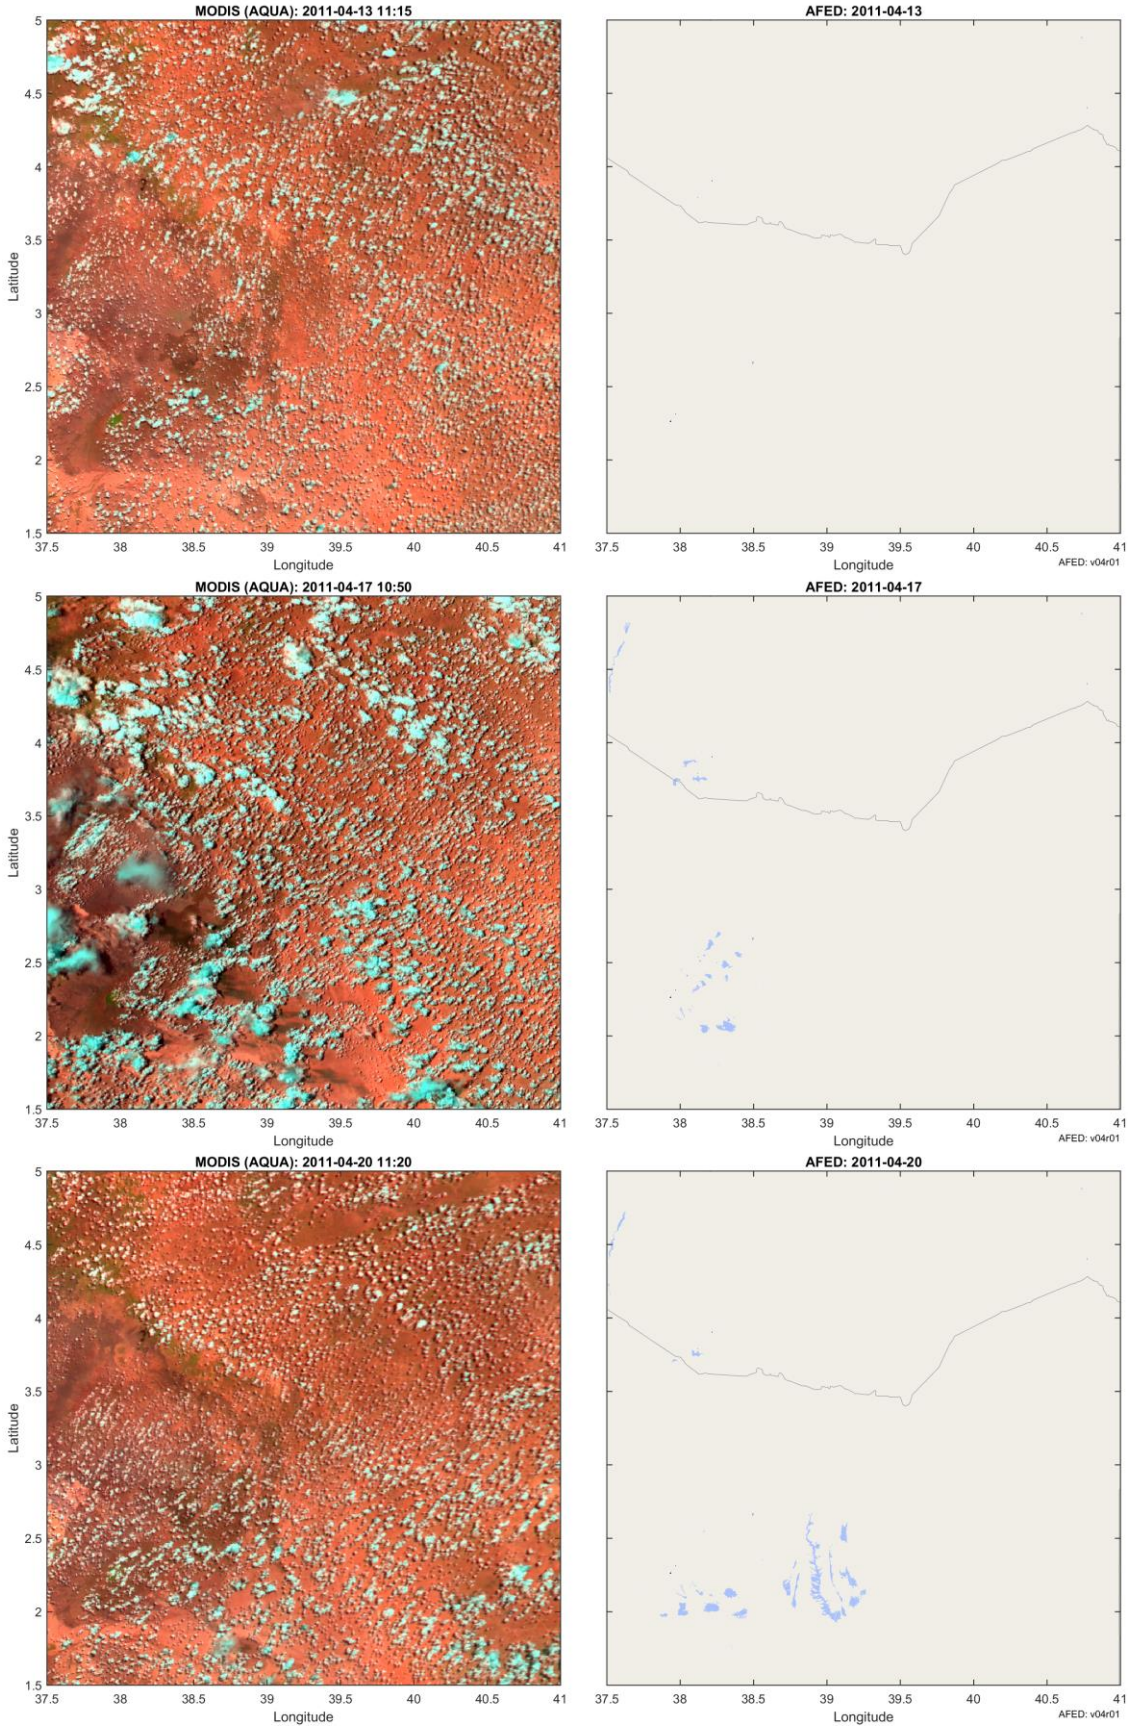 MODIS (AQUA): 2011-04-13 11:15
5
4.5
4
3.5
3
2.5
2
1.5
Latitude
37.5 38 38.5 39 39.5 40 40.5 41
Longitude
AFED: 2011-04-13
37.5 38 38.5 39 39.5 40 40.5 41
Longitude
AFED: v04r01
MODIS (AQUA): 2011-04-17 10:50
5
4.5
4
3.5
3
2.5
2
1.5
Latitude
37.5 38 38.5 39 39.5 40 40.5 41
Longitude
AFED: 2011-04-17
37.5 38 38.5 39 39.5 40 40.5 41
Longitude
AFED: v04r01
MODIS (AQUA): 2011-04-20 11:20
5
4.5
4
3.5
3
2.5
2
1.5
Latitude
37.5 38 38.5 39 39.5 40 40.5 41
Longitude
AFED: 2011-04-20
37.5 38 38.5 39 39.5 40 40.5 41
Longitude
AFED: v04r01